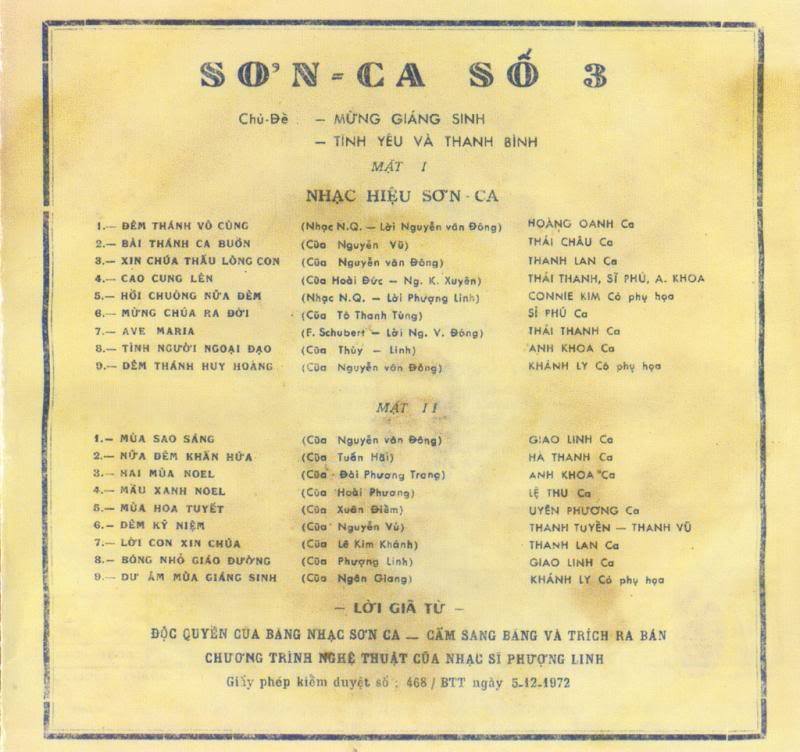 SƠN-CA SỐ 3
Chủ-Đề : – MỪNG GIÁNG SINH
– TÌNH YÊU VÀ THANH BÌNH
MẶT I
NHẠC HIỆU SƠN-CA
1.– ĐÊM THÁNH VÔ CÙNG (Nhạc N.Q. – Lời Nguyễn văn Đông) HOÀNG OANH Ca
2.– BÀI THÁNH CA BUỒN (Của Nguyễn Vũ) THÁI CHÂU Ca
3.– XIN CHÚA THẤU LÒNG CON (Của Nguyễn văn Đông) THANH LAN Ca
4.– CAO CUNG LÊN (Của Hoài Đức – Ng. K. Xuyên) THÁI THANH, SĨ PHÚ, A. KHOA
5.– HỒI CHUÔNG NỮA ĐÊM (Nhạc N.Q. – Lời Phượng Linh) CONNIE KIM Có phụ họa
6.– MỪNG CHÚA RA ĐỜI (Của Tô Thanh Tùng) SĨ PHÚ Ca
7.– AVE MARIA (F. Schubert – Lời Ng. V. Đông) THÁI THANH Ca
8.– TÌNH NGƯỜI NGOẠI ĐẠO (Của Thủy – Linh) ANH KHOA Ca
9.– ĐÊM THÁNH HUY HOÀNG (Của Nguyễn văn Đông) KHÁNH LY Có phụ họa
MẶT II
1.– MÙA SAO SÁNG (Của Nguyễn văn Đông) GIAO LINH Ca
2.– NỮA ĐÊM KHẤN HỨA (Của Tuấn Hải) HÀ THANH Ca
3.– HAI MÙA NOEL (Của Đài Phương Trang) ANH KHOA Ca
4.– MẦU XANH NOEL (Của Hoài Phương) LỆ THU Ca
5.– MÙA HOA TUYẾT (Của Xuân Điềm) UYÊN PHƯƠNG Ca
6.– ĐÊM KỶ NIỆM (Của Nguyễn Vũ) THANH TUYỀN – THANH VŨ
7.– LỜI CON XIN CHÚA (Của Lê Kim Khánh) THANH LAN Ca
8.– BÓNG NHỎ GIÁO ĐƯỜNG (Của Phượng Linh) GIAO LINH Ca
9.– DƯ ÂM MÙA GIÁNG SINH (Của Ngân Giang) KHÁNH LY Có phụ họa
– LỜI GIÃ TỪ –
ĐỘC QUYỀN CỦA BĂNG NHẠC SƠN CA – CẤM SANG BĂNG VÀ TRÍCH RA BÁN
CHƯƠNG TRÌNH NGHỆ THUẬT CỦA NHẠC SĨ PHƯỢNG LINH
Giấy phép kiểm duyệt số : 468 / BTT ngày 5-12-1972